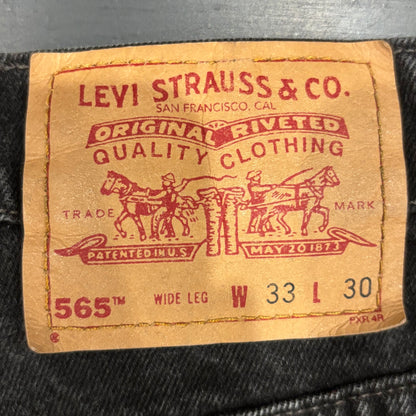 LEVI STRAUSS & CO.
SAN FRANCISCO, CAL
ORIGINAL RIVETED
QUALITY CLOTHING
TRADE MARK
PATENTED IN U.S. MAY 20 1873
565™ WIDE LEG W 33 L 30